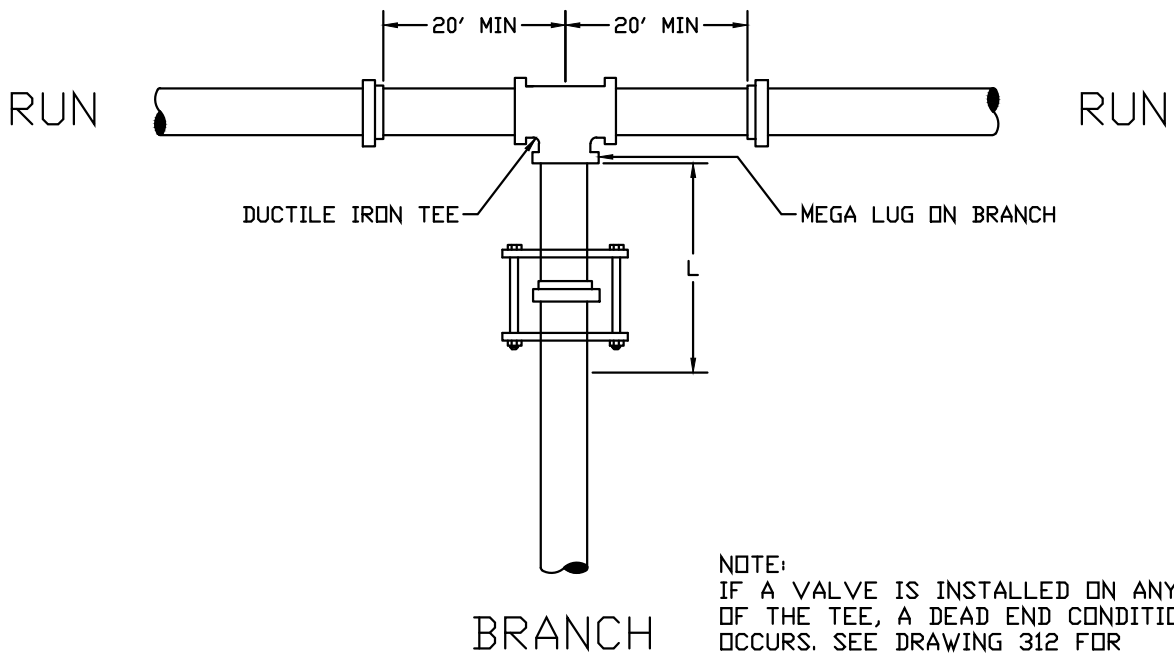 20' MIN 20' MIN
RUN RUN
DUCTILE IRON TEE
MEGA LUG ON BRANCH
L
NOTE:
IF A VALVE IS INSTALLED ON ANY
OF THE TEE, A DEAD END
OCCURS. SEE DRAWING 312 FOR
BRANCH